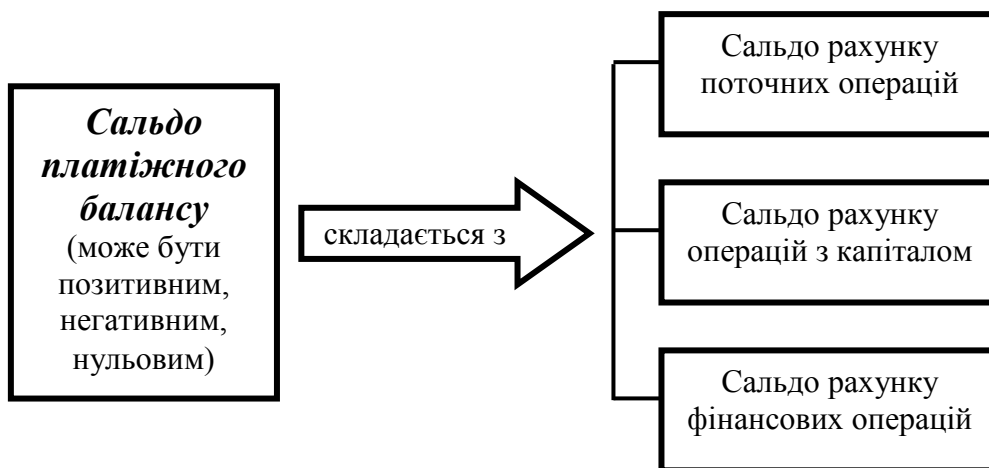 Сальдо
платіжного
балансу
(може бути
позитивним,
негативним,
нульовим)
складається з
Сальдо рахунку
поточних операцій
Сальдо рахунку
операцій з капіталом
Сальдо рахунку
фінансових операцій